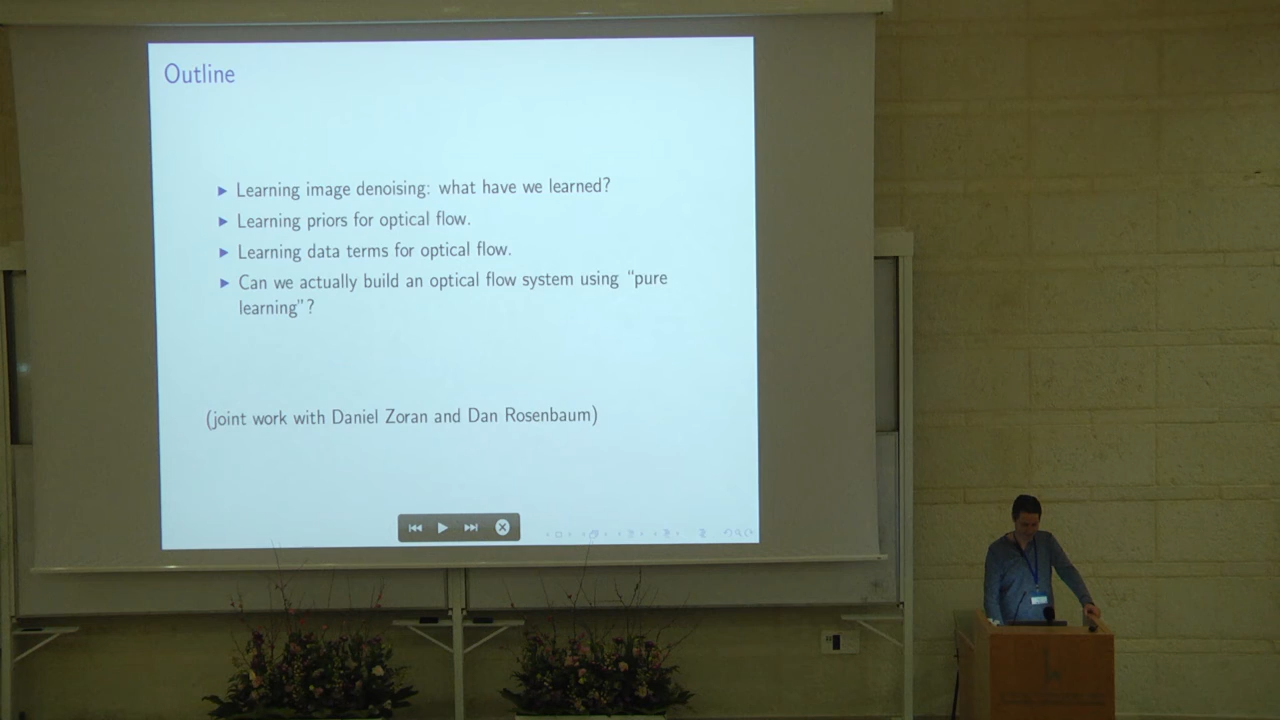 Outline
Learning image denoising: what have we learned?
Learning priors for optical flow.
Learning data terms for optical flow.
Can we actually build an optical flow system using "pure
learning"?
(joint work with Daniel Zoran and Dan Rosenbaum)